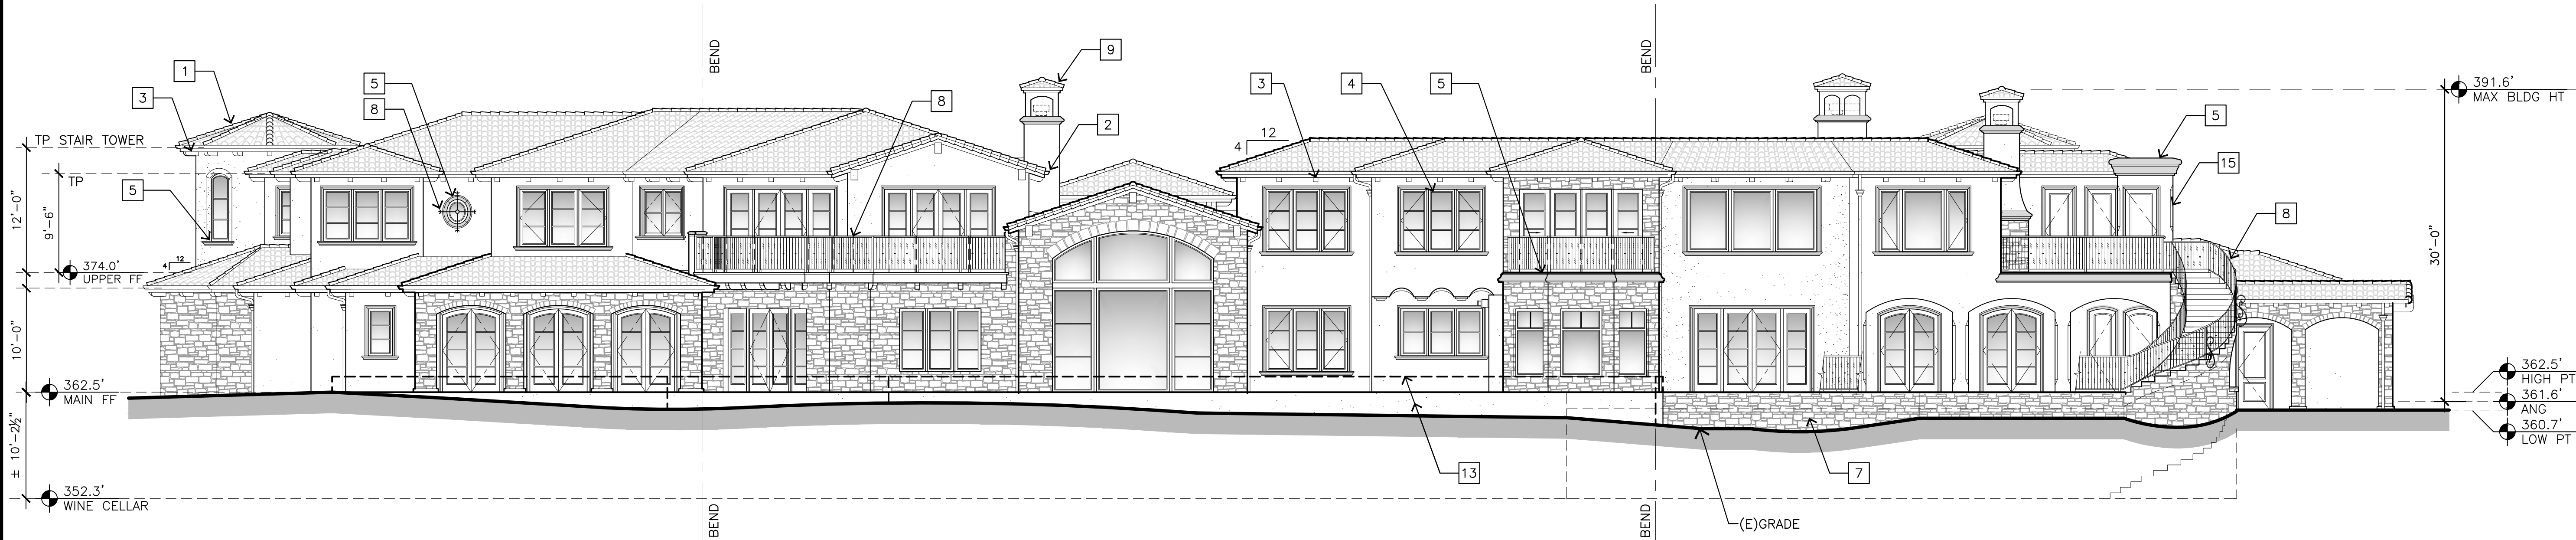 BEND
BEND
9
1
5
3
8
8
3
4
5
391.6'
MAX BLDG HT
2
5
TP STAIR TOWER
12
4
15
TP
5
12'-0"
9'-6"
8
30'-0"
12
4
374.0'
UPPER FF
10'-0"
362.5'
MAIN FF
362.5'
HIGH PT
361.6'
ANG
360.7'
LOW PT
± 10'-2½"
13
7
352.3'
WINE CELLAR
BEND
BEND
(E)GRADE